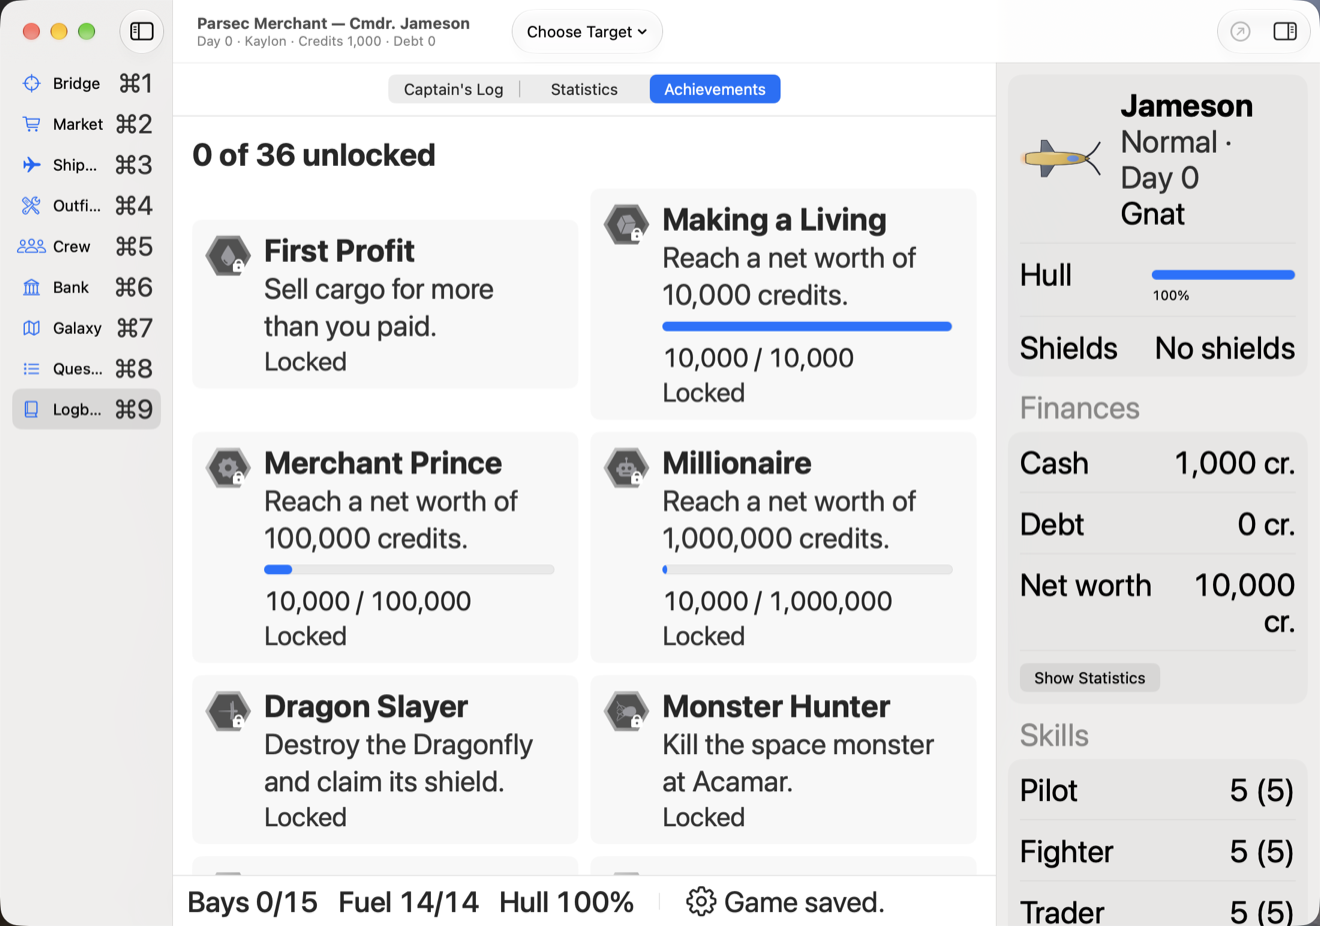 Parsec Merchant — Cmdr. Jameson
Day 0 · Kaylon · Credits 1,000 · Debt 0
Choose Target
Bridge ⌘1
Market ⌘2
Ship... ⌘3
Outfi... ⌘4
Crew ⌘5
Bank ⌘6
Galaxy ⌘7
Ques... ⌘8
Logb... ⌘9
Captain's Log
Statistics
Achievements
0 of 36 unlocked
First Profit
Sell cargo for more
than you paid.
Locked
Making a Living
Reach a net worth of
10,000 credits.
10,000 / 10,000
Locked
Merchant Prince
Reach a net worth of
100,000 credits.
10,000 / 100,000
Locked
Millionaire
Reach a net worth of
1,000,000 credits.
10,000 / 1,000,000
Locked
Dragon Slayer
Destroy the Dragonfly
and claim its shield.
Locked
Monster Hunter
Kill the space monster
at Acamar.
Locked
Bays 0/15 Fuel 14/14 Hull 100% Game saved.
Jameson
Normal ·
Day 0
Gnat
Hull
100%
Shields No shields
Finances
Cash 1,000 cr.
Debt 0 cr.
Net worth 10,000
cr.
Show Statistics
Skills
Pilot 5 (5)
Fighter 5 (5)
Trader 5 (5)